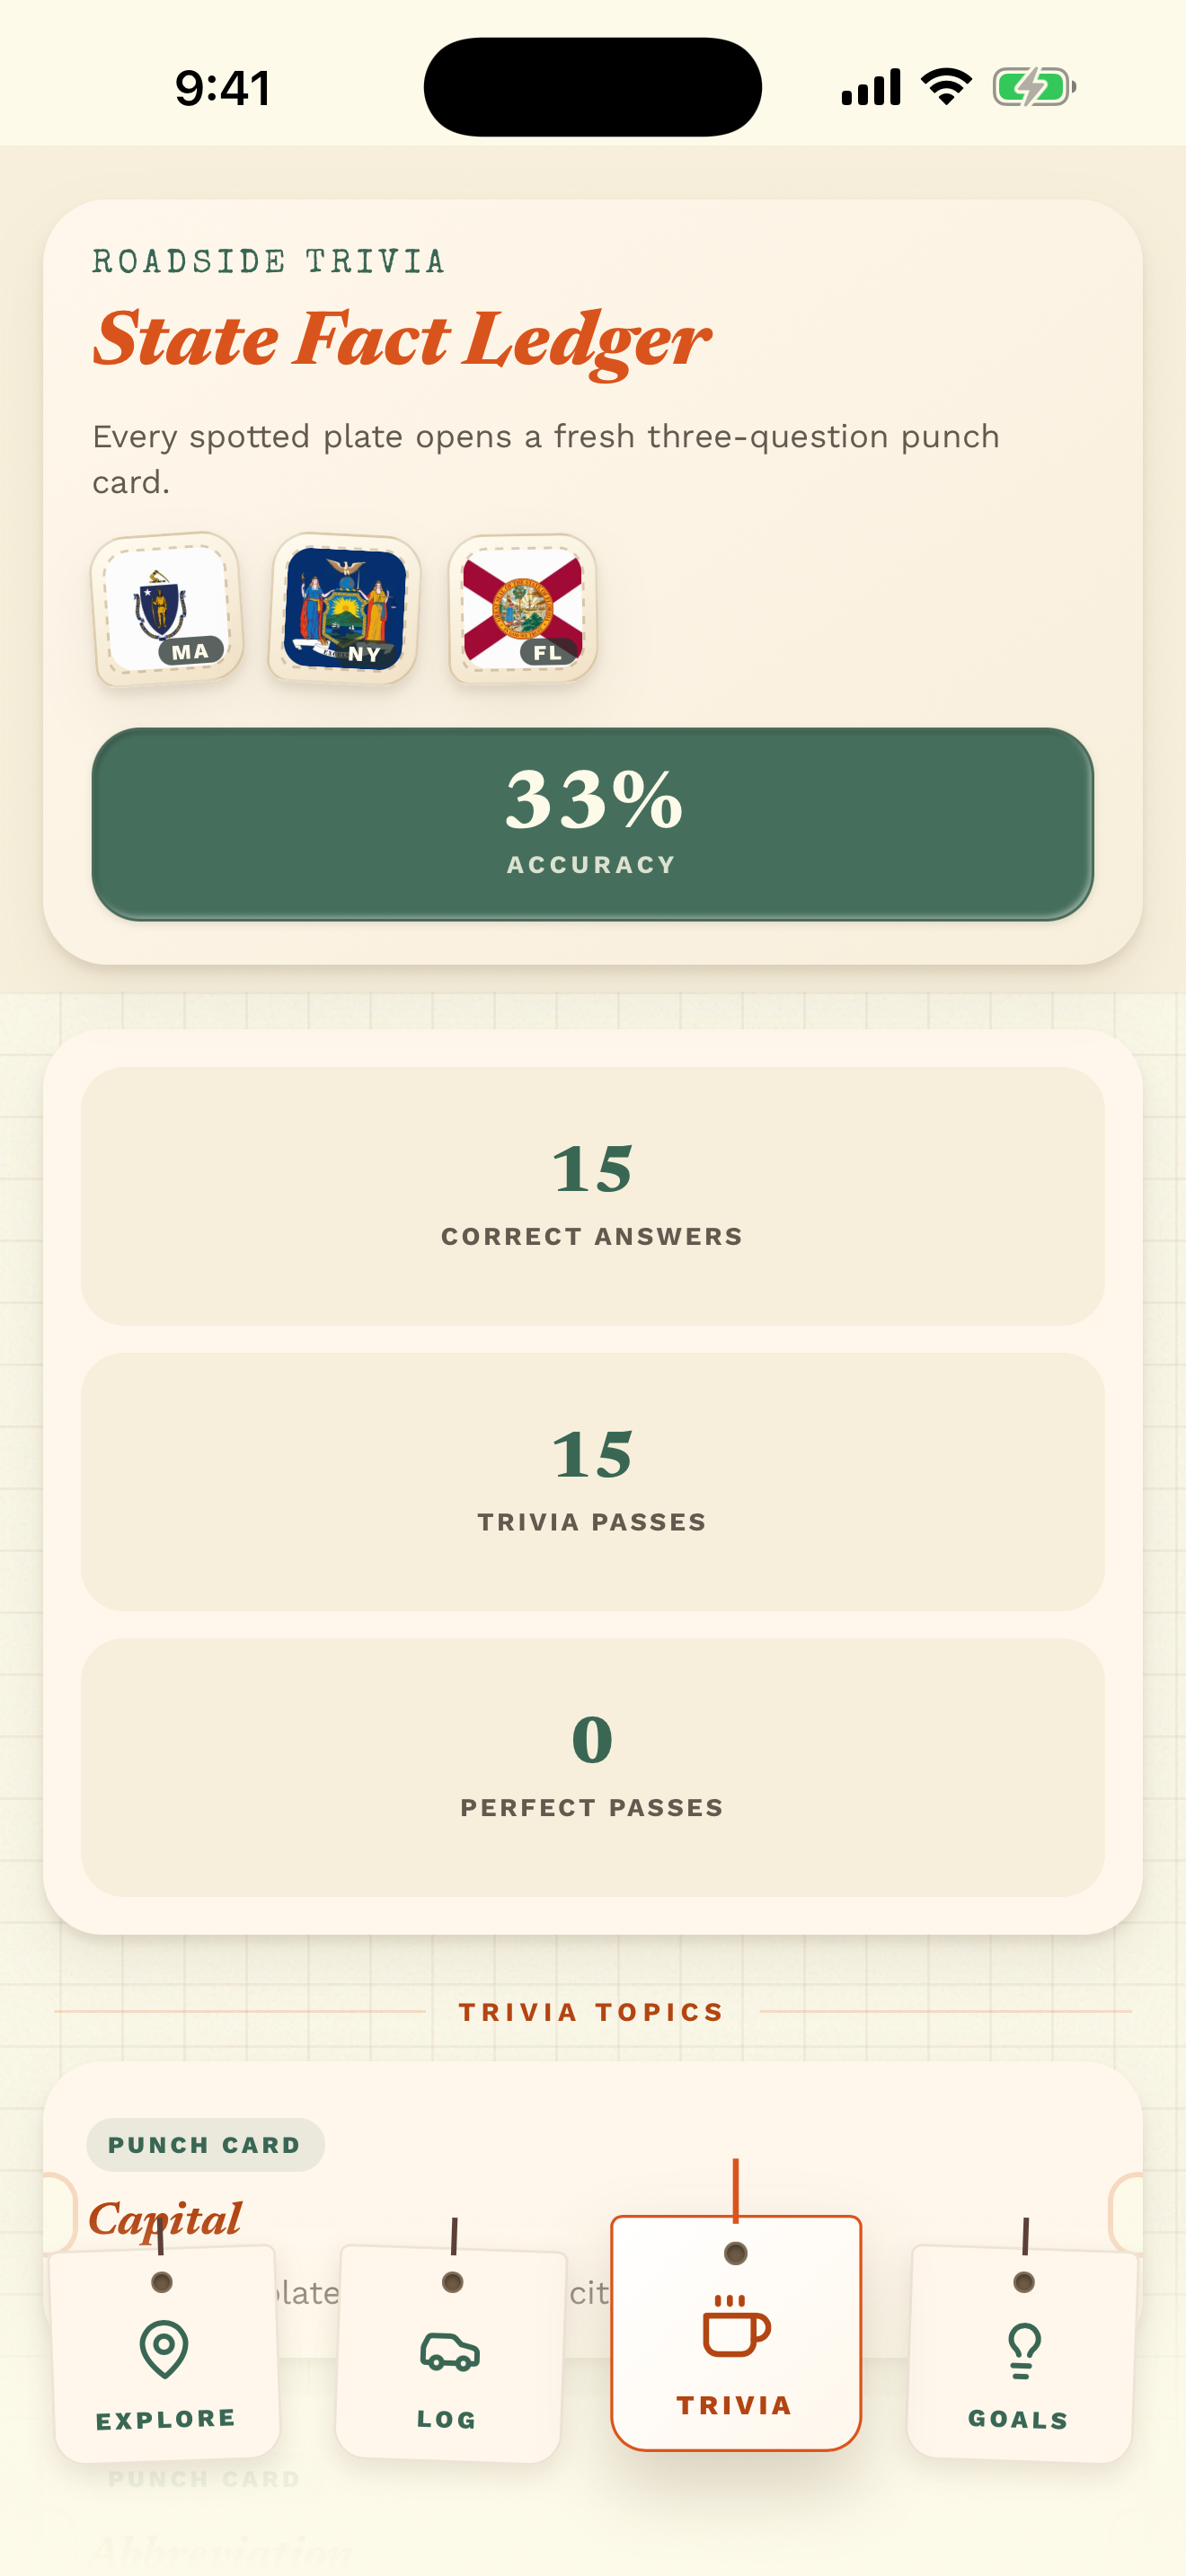 9:41
ROADSIDE TRIVIA
State Fact Ledger
Every spotted plate opens a fresh three-question punch
card.
MA
NY
FL
33%
ACCURACY
15
CORRECT ANSWERS
15
TRIVIA PASSES
0
PERFECT PASSES
TRIVIA TOPICS
PUNCH CARD
Capital
EXPLORE
LOG
TRIVIA
GOALS
PUNCH CARD
Abbreviation